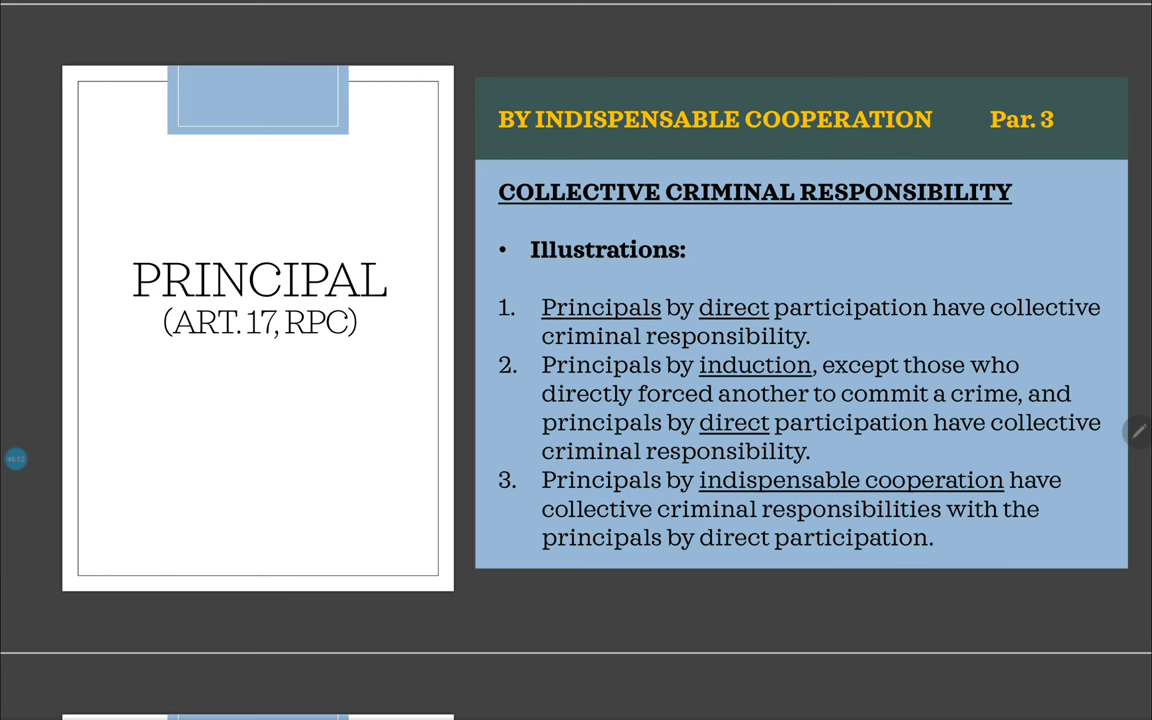 PRINCIPAL
(ART. 17, RPC)
BY INDISPENSABLE COOPERATION Par. 3
COLLECTIVE CRIMINAL RESPONSIBILITY
• Illustrations:
1. Principals by direct participation have collective
criminal responsibility.
2. Principals by induction, except those who
directly forced another to commit a crime, and
principals by direct participation have collective
criminal responsibility.
3. Principals by indispensable cooperation have
collective criminal responsibilities with the
principals by direct participation.